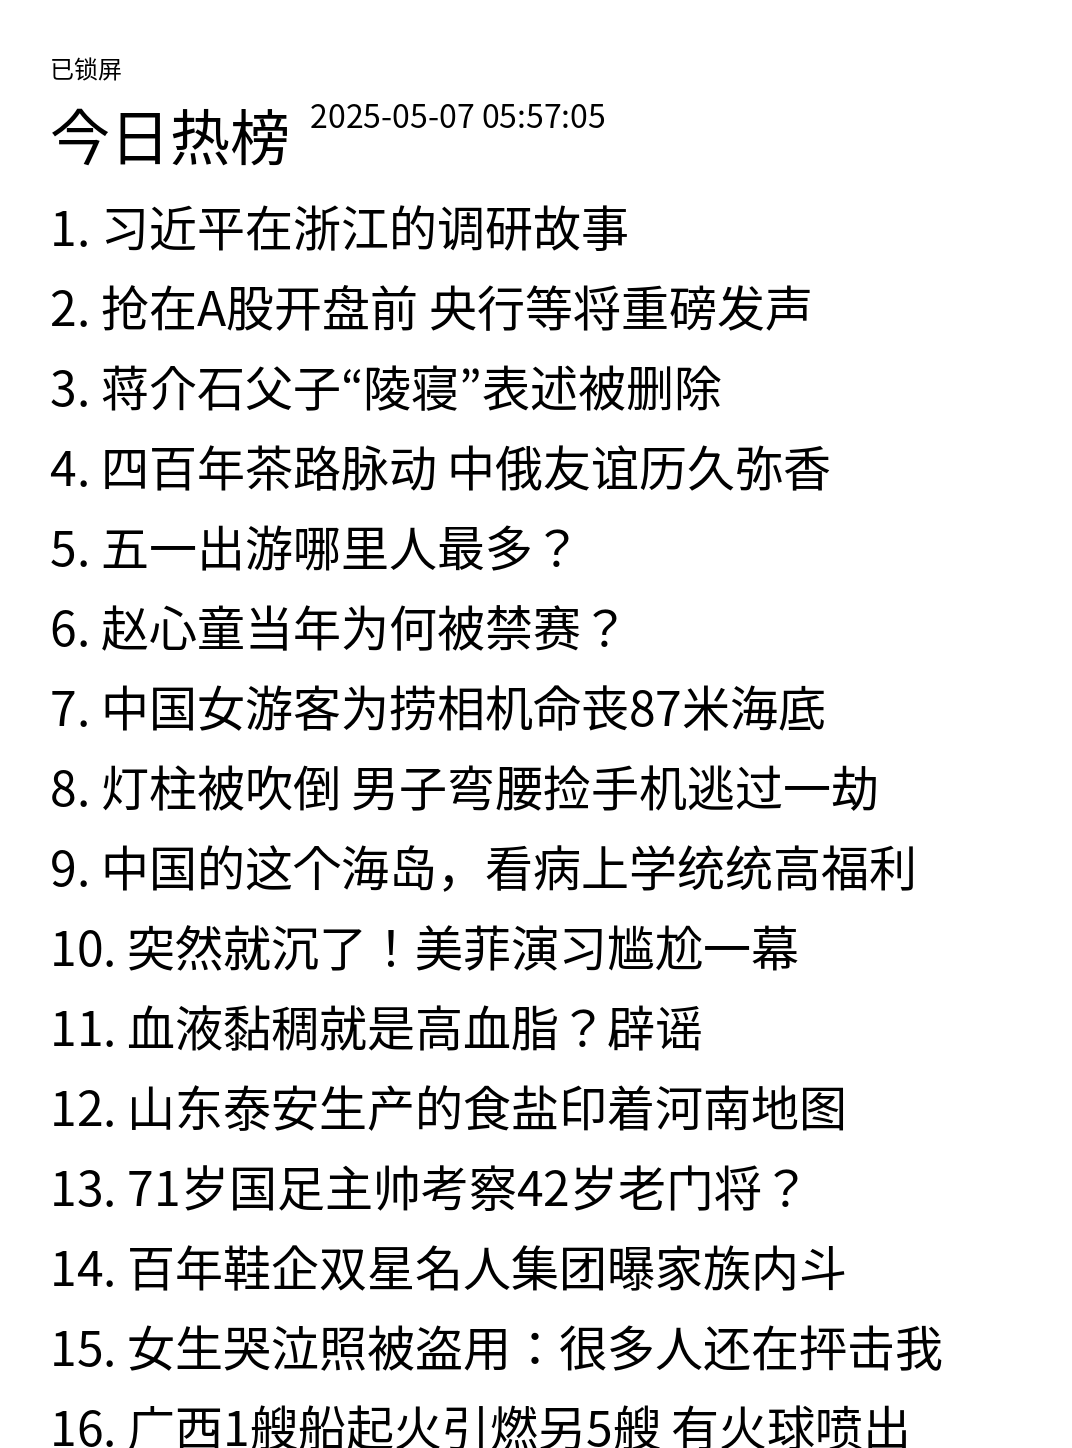 已锁屏
今日热榜 2025-05-07 05:57:05
1. 习近平在浙江的调研故事
2. 抢在A股开盘前 央行等将重磅发声
3. 蒋介石父子“陵寝”表述被删除
4. 四百年茶路脉动 中俄友谊历久弥香
5. 五一出游哪里人最多？
6. 赵心童当年为何被禁赛？
7. 中国女游客为捞相机命丧87米海底
8. 灯柱被吹倒 男子弯腰捡手机逃过一劫
9. 中国的这个海岛，看病上学统统高福利
10. 突然就沉了！美菲演习尴尬一幕
11. 血液黏稠就是高血脂？辟谣
12. 山东泰安生产的食盐印着河南地图
13. 71岁国足主帅考察42岁老门将？
14. 百年鞋企双星名人集团曝家族内斗
15. 女生哭泣照被盗用：很多人还在抨击我
16. 广西1艘船起火引燃另5艘 有火球喷出